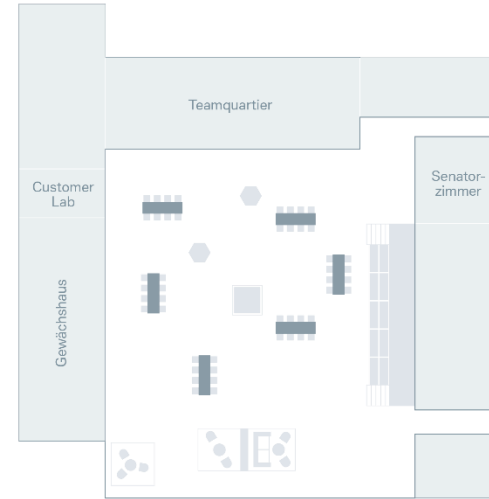 Teamquartier
Customer
Lab
Senator-
zimmer
Gewächshaus